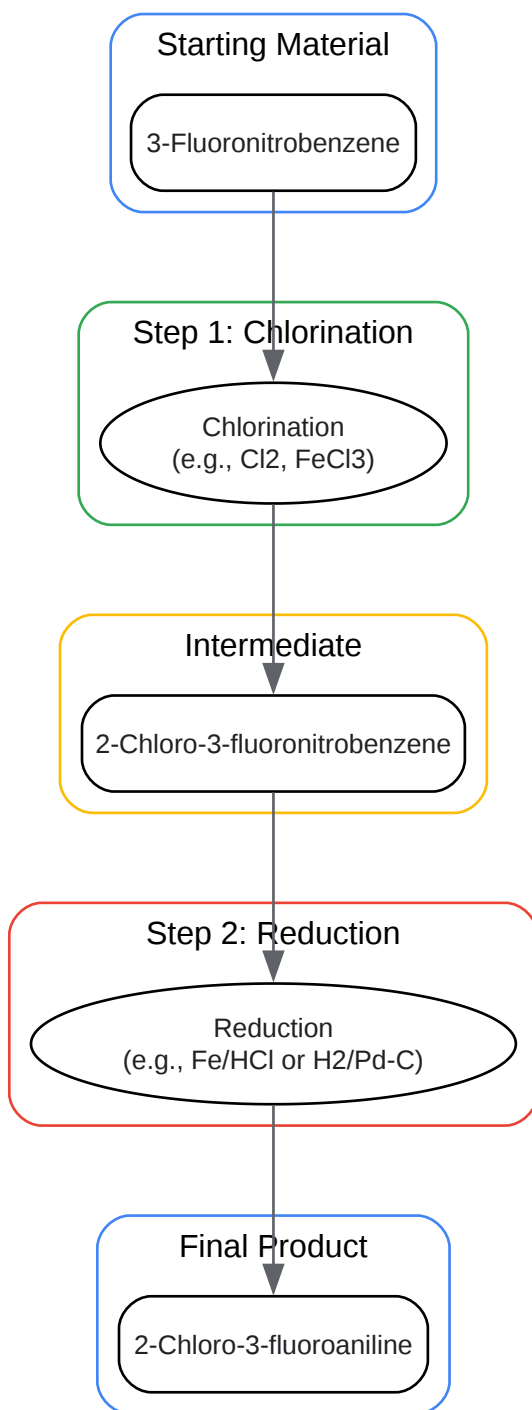 Starting Material
3-Fluoronitrobenzene
Step 1: Chlorination
Chlorination
(e.g., Cl2, FeCl3)
Intermediate
2-Chloro-3-fluoronitrobenzene
Step 2: Reduction
Reduction
(e.g., Fe/HCl or H2/Pd-C)
Final Product
2-Chloro-3-fluoroaniline